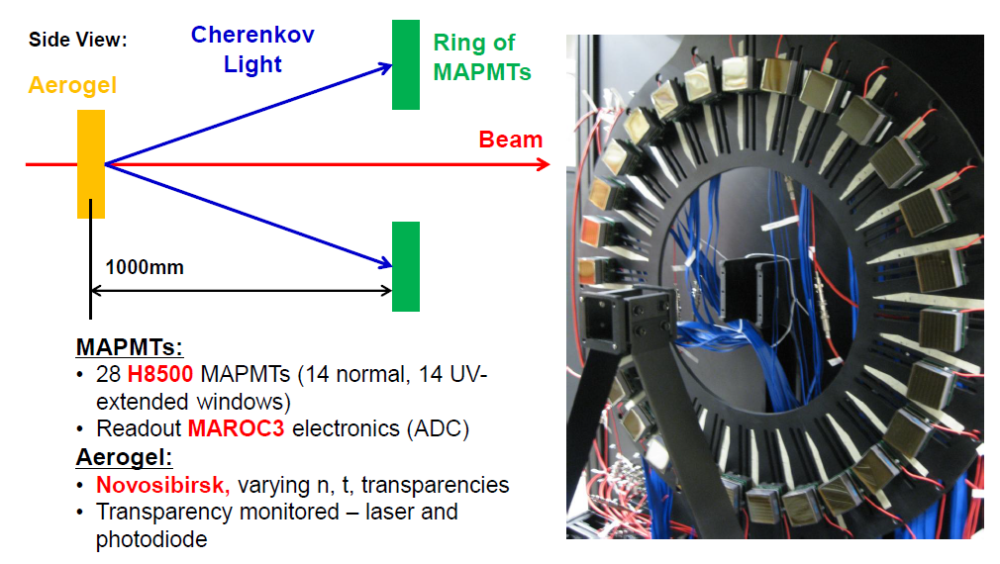 Side View:
Cherenkov
Light
Ring of
MAPMTs
Aerogel
Beam
1000mm
MAPMTs:
• 28 H8500 MAPMTs (14 normal, 14 UV-
extended windows)
• Readout MAROC3 electronics (ADC)
Aerogel:
• Novosibirsk, varying n, t, transparencies
• Transparency monitored – laser and
photodiode